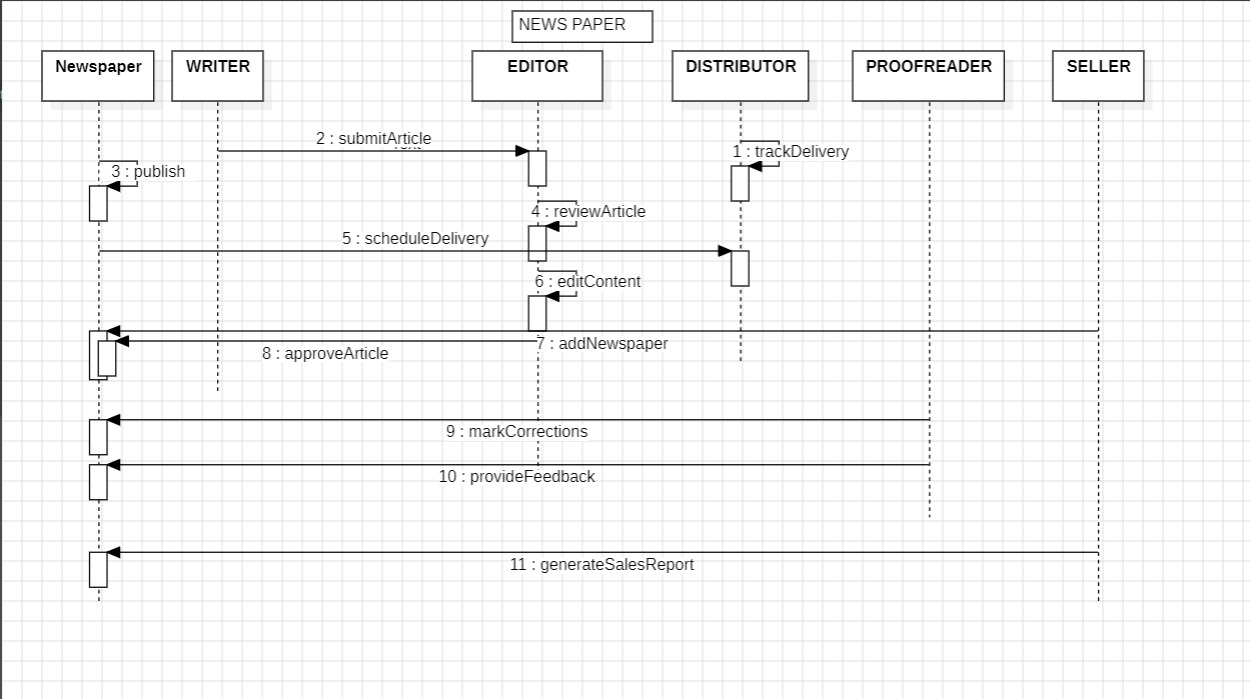 NEWS PAPER
Newspaper
WRITER
EDITOR
DISTRIBUTOR
PROOFREADER
SELLER
2 : submitArticle
1 : trackDelivery
3 : publish
4 : reviewArticle
5 : scheduleDelivery
6 : editContent
7 : addNewspaper
8 : approveArticle
9 : markCorrections
10 : provideFeedback
11 : generateSalesReport